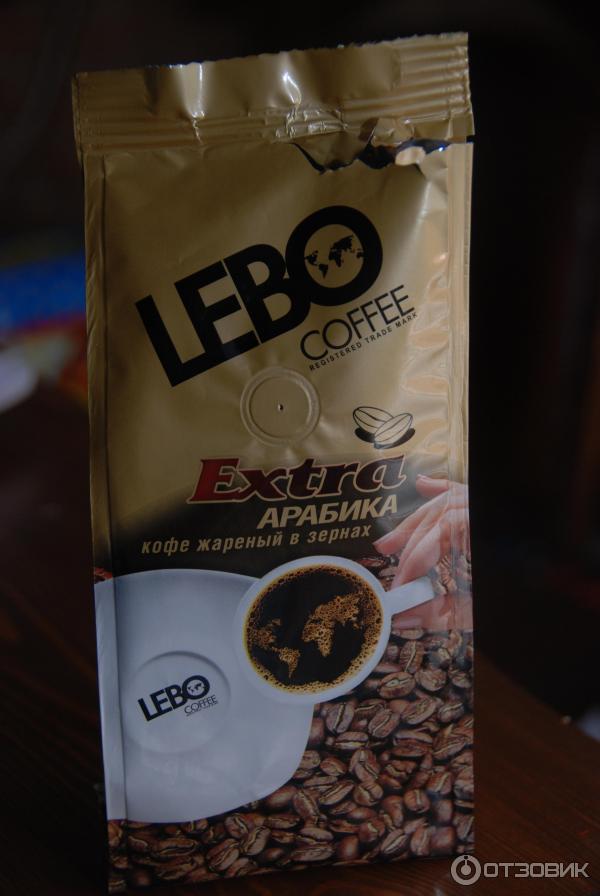 LEBO
COFFEE
REGISTERED TRADE MARK
Extra
АРАБИКА
кофе жареный в зернах
LEBO
COFFEE
ОТЗОВИК